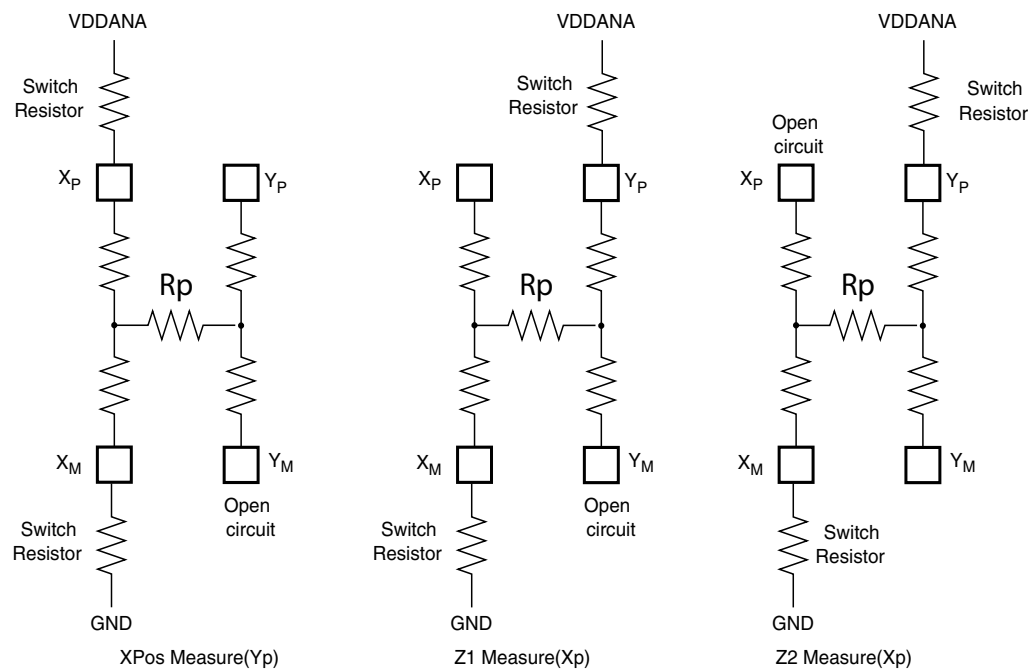 VDDANA
Switch
Resistor
XP
YP
Rp
XM
YM
Open
circuit
Switch
Resistor
GND
XPos Measure(Yp)
VDDANA
Switch
Resistor
XP
YP
Rp
XM
YM
Open
circuit
Switch
Resistor
GND
Z1 Measure(Xp)
VDDANA
Switch
Resistor
Open
circuit
XP
YP
Rp
XM
YM
Switch
Resistor
GND
Z2 Measure(Xp)